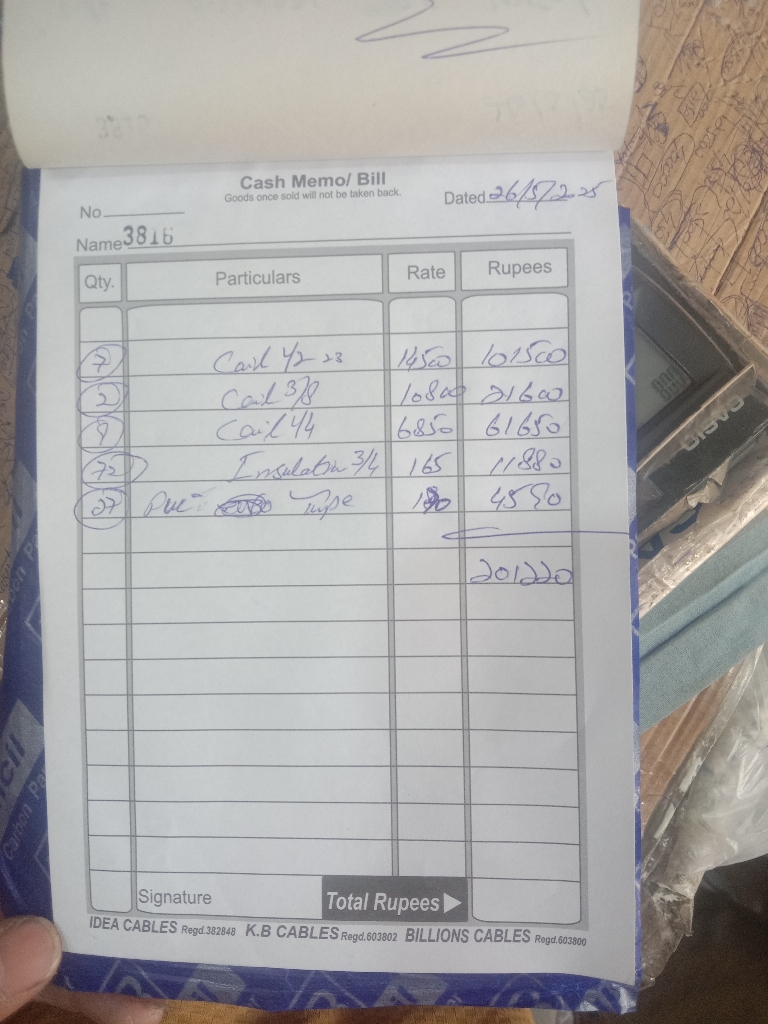 Cash Memo/ Bill
Goods once sold will not be taken back.
No
Dated 26/5/2025
Name 3816
Qty. Particulars Rate Rupees
7 Coil 1/2 23 14500 101500
2 Coil 3/8 10800 21600
9 Coil 1/4 6850 61650
72 Insulation 3/4 165 11880
27 Pvc Tape 170 4590
201220
Signature
Total Rupees
IDEA CABLES Regd.382848 K.B CABLES Regd.603802 BILLIONS CABLES Regd.603800
CASIO